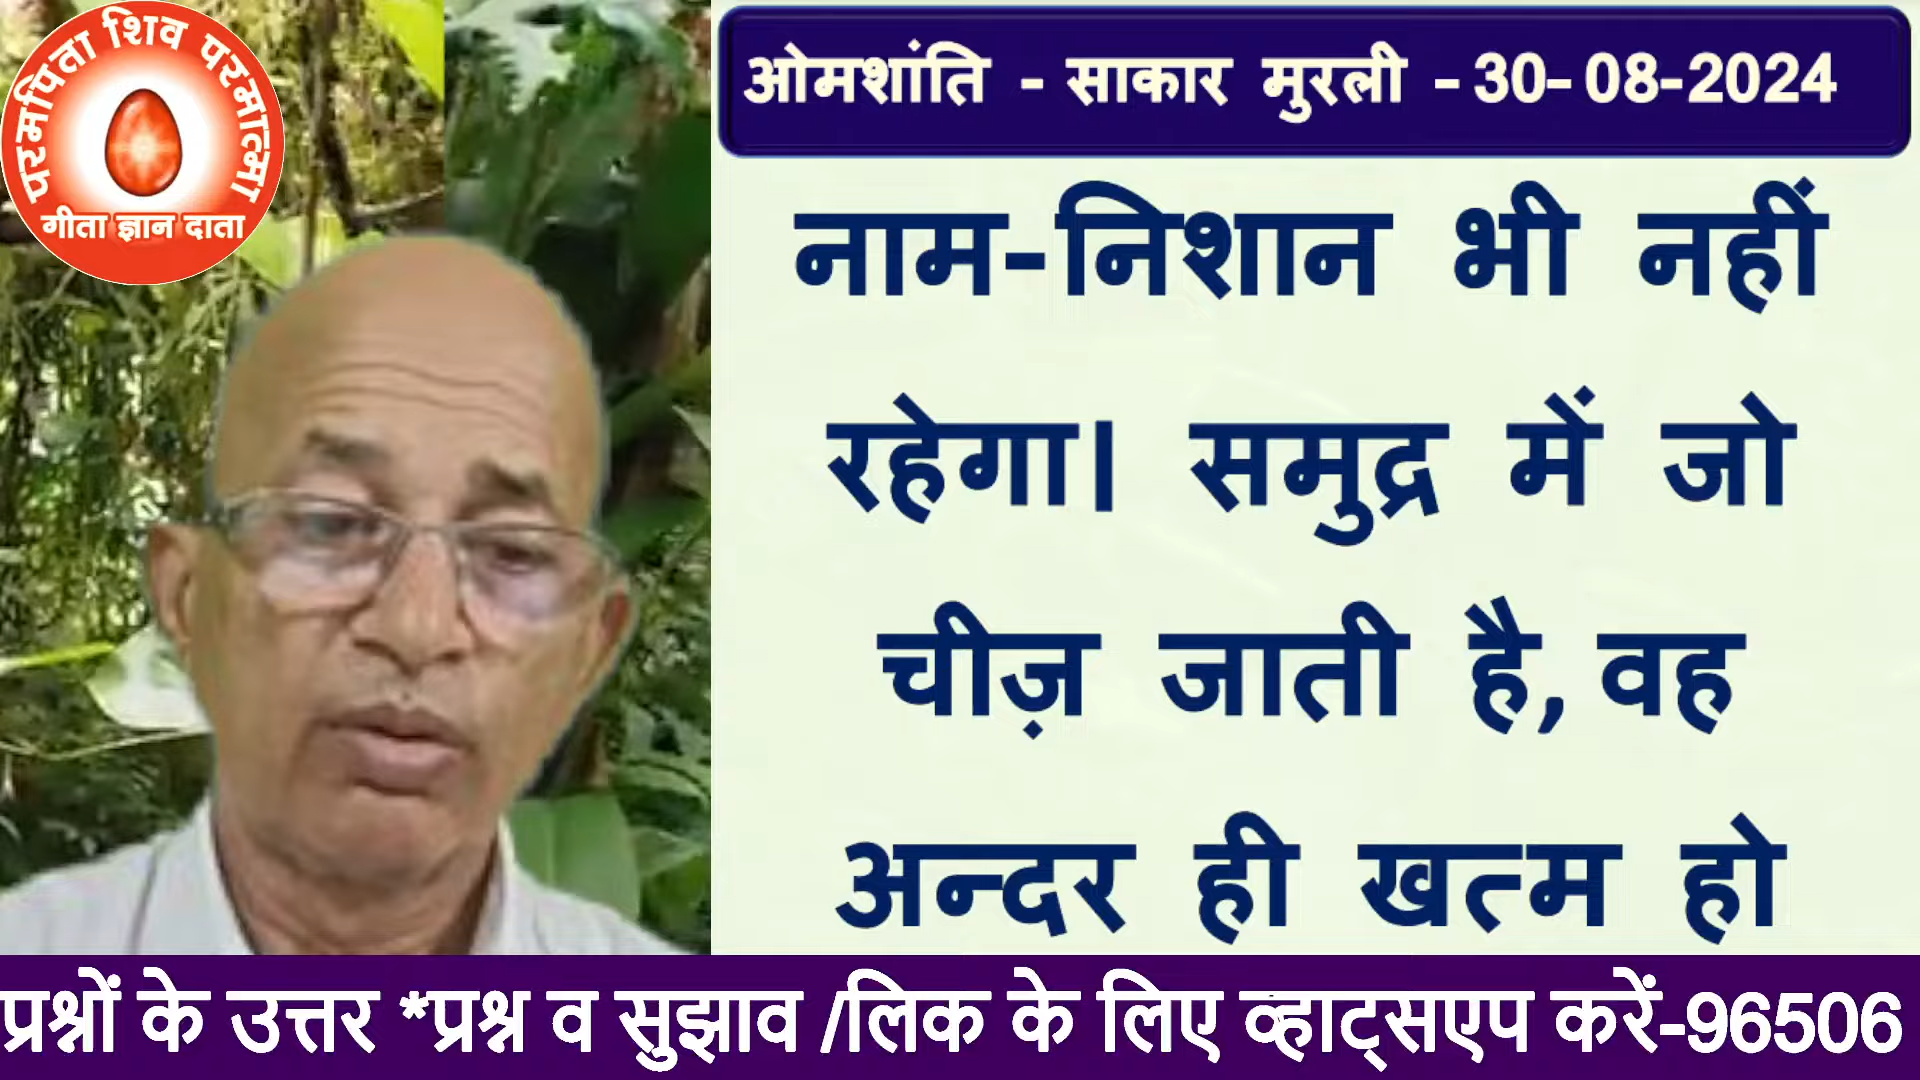 परमपिता शिव परमात्मा
गीता ज्ञान दाता
ओमशांति - साकार मुरली - 30-08-2024
नाम-निशान भी नहीं
रहेगा। समुद्र में जो
चीज़ जाती है, वह
अन्दर ही खत्म हो
प्रश्नों के उत्तर *प्रश्न व सुझाव /लिक के लिए व्हाट्सएप करें-96506